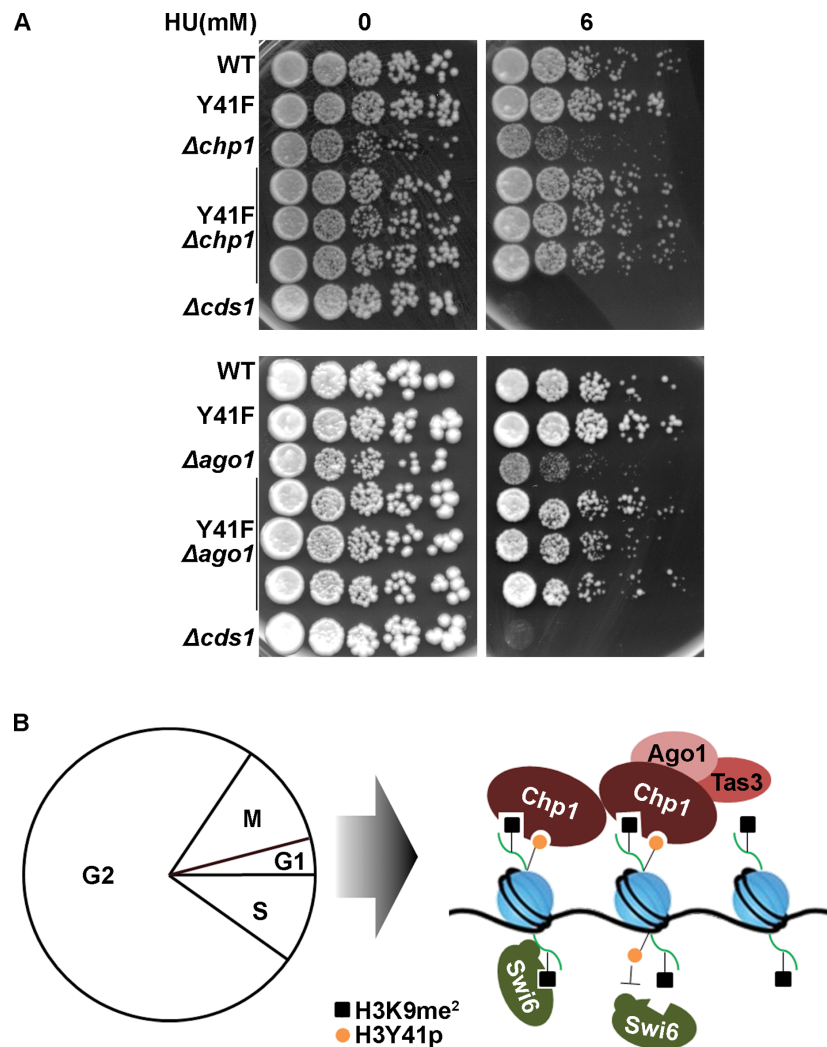 A
HU(mM) 0 6
WT
Y41F
Δchp1
Y41F
Δchp1
Δcds1
WT
Y41F
Δago1
Y41F
Δago1
Δcds1
B
M
G1
G2
S
Ago1
Tas3
Chp1
Chp1
Swi6
Swi6
H3K9me²
H3Y41p